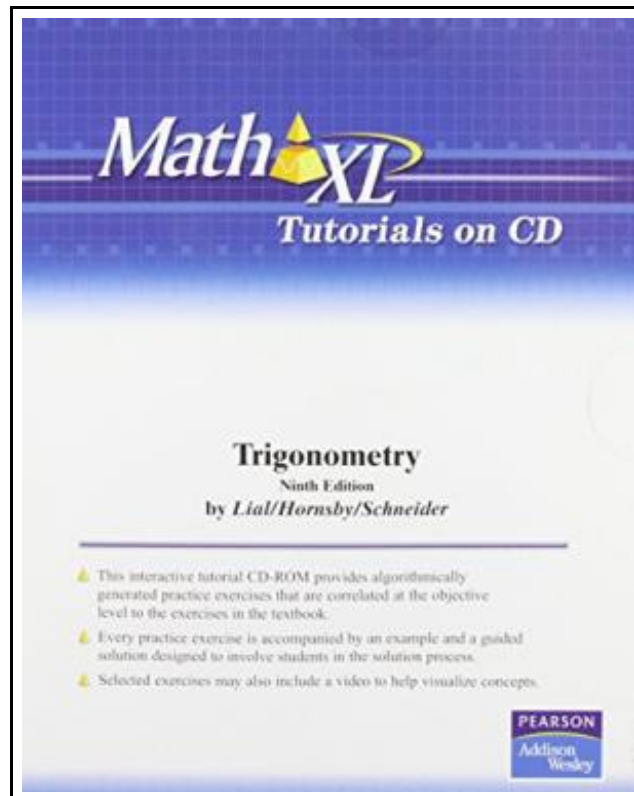 Math XL
Tutorials on CD
Trigonometry
Ninth Edition
by Lial/Hornsby/Schneider
This interactive tutorial CD-ROM provides algorithmically
generated practice exercises that are correlated at the objective
level to the exercises in the textbook.
Every practice exercise is accompanied by an example and a guided
solution designed to involve students in the solution process.
Selected exercises may also include a video to help visualize concepts.
PEARSON
Addison
Wesley